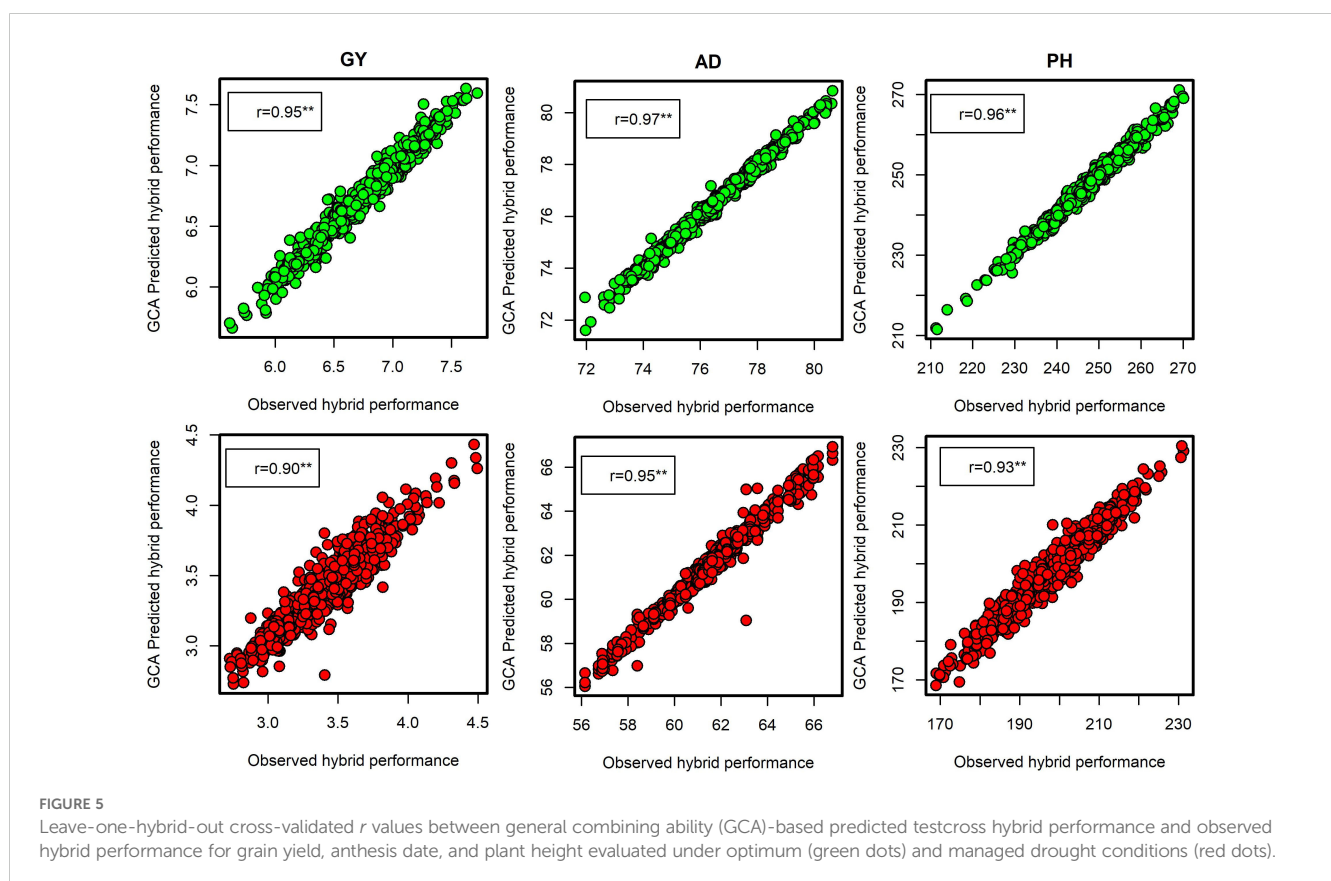 GY
AD
PH
GCA Predicted hybrid performance
7.5
7.0
6.5
6.0
r=0.95**
6.0 6.5 7.0 7.5
Observed hybrid performance
GCA Predicted hybrid performance
80
78
76
74
72
r=0.97**
72 74 76 78 80
Observed hybrid performance
GCA Predicted hybrid performance
270
250
230
210
r=0.96**
210 220 230 240 250 260 270
Observed hybrid performance
GCA Predicted hybrid performance
4.5
4.0
3.5
3.0
r=0.90**
3.0 3.5 4.0 4.5
Observed hybrid performance
GCA Predicted hybrid performance
66
64
62
60
58
56
r=0.95**
56 58 60 62 64 66
Observed hybrid performance
GCA Predicted hybrid performance
230
210
190
170
r=0.93**
170 190 210 230
Observed hybrid performance
FIGURE 5
Leave-one-hybrid-out cross-validated r values between general combining ability (GCA)-based predicted testcross hybrid performance and observed
hybrid performance for grain yield, anthesis date, and plant height evaluated under optimum (green dots) and managed drought conditions (red dots).